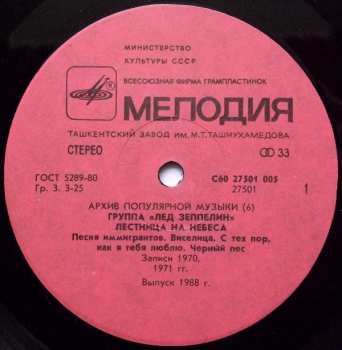 МИНИСТЕРСТВО
КУЛЬТУРЫ СССР
ВСЕСОЮЗНАЯ ФИРМА ГРАМПЛАСТИНОК
МЕЛОДИЯ
ТАШКЕНТСКИЙ ЗАВОД ИМ. М.Т.ТАШМУХАМЕДОВА
СТЕРЕО
33
ГОСТ 5289-80
С60 27501 005
Гр. 3. 3-25
27501
1
АРХИВ ПОПУЛЯРНОЙ МУЗЫКИ (6)
ГРУППА «ЛЕД ЗЕППЕЛИН»
ЛЕСТНИЦА НА НЕБЕСА
Песня иммигрантов. Виселица. С тех пор,
как я тебя люблю. Черный пес
Записи 1970,
1971 гг.
Выпуск 1988 г.